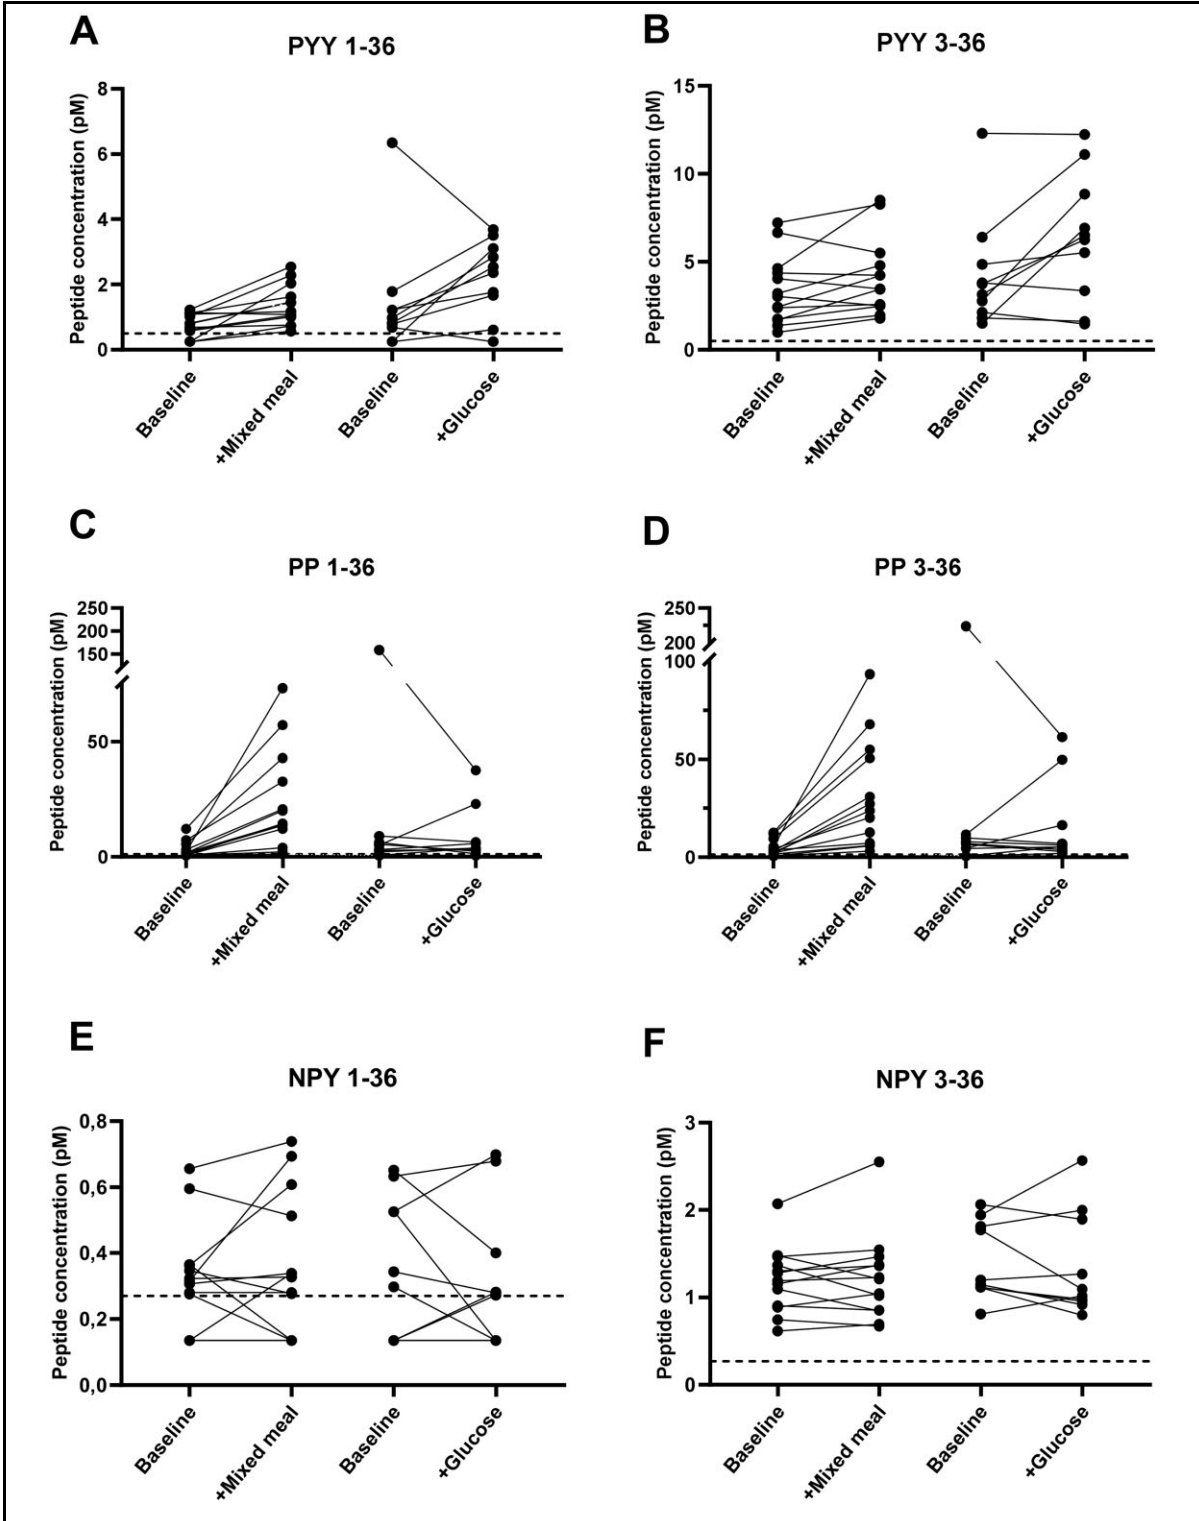 A
PYY 1-36
Peptide concentration (pM)
8
6
4
2
0
Baseline
+Mixed meal
Baseline
+Glucose
B
PYY 3-36
Peptide concentration (pM)
15
10
5
0
Baseline
+Mixed meal
Baseline
+Glucose
C
PP 1-36
Peptide concentration (pM)
250
200
150
50
0
Baseline
+Mixed meal
Baseline
+Glucose
D
PP 3-36
Peptide concentration (pM)
250
200
100
50
0
Baseline
+Mixed meal
Baseline
+Glucose
E
NPY 1-36
Peptide concentration (pM)
0,8
0,6
0,4
0,2
0,0
Baseline
+Mixed meal
Baseline
+Glucose
F
NPY 3-36
Peptide concentration (pM)
3
2
1
0
Baseline
+Mixed meal
Baseline
+Glucose